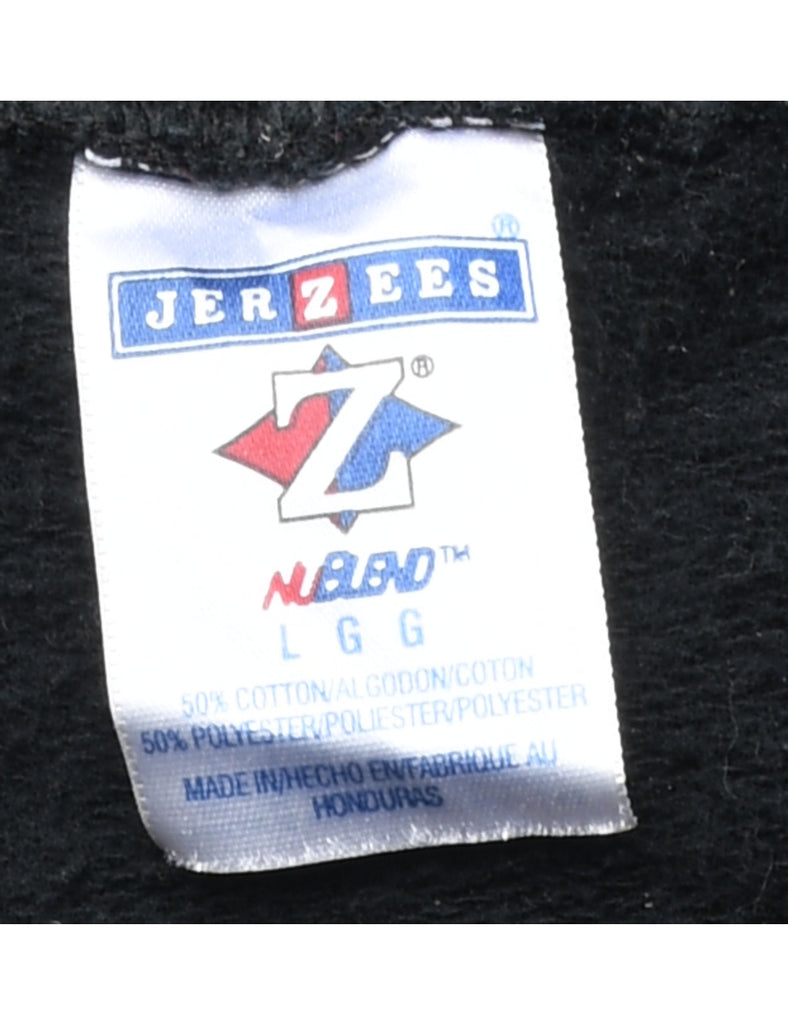 ®
JERZEES
Z®
NUBLEND™
L G G
50% COTTON/ALGODON/COTON
50% POLYESTER/POLIESTER/POLYESTER
MADE IN/HECHO EN/FABRIQUE AU
HONDURAS